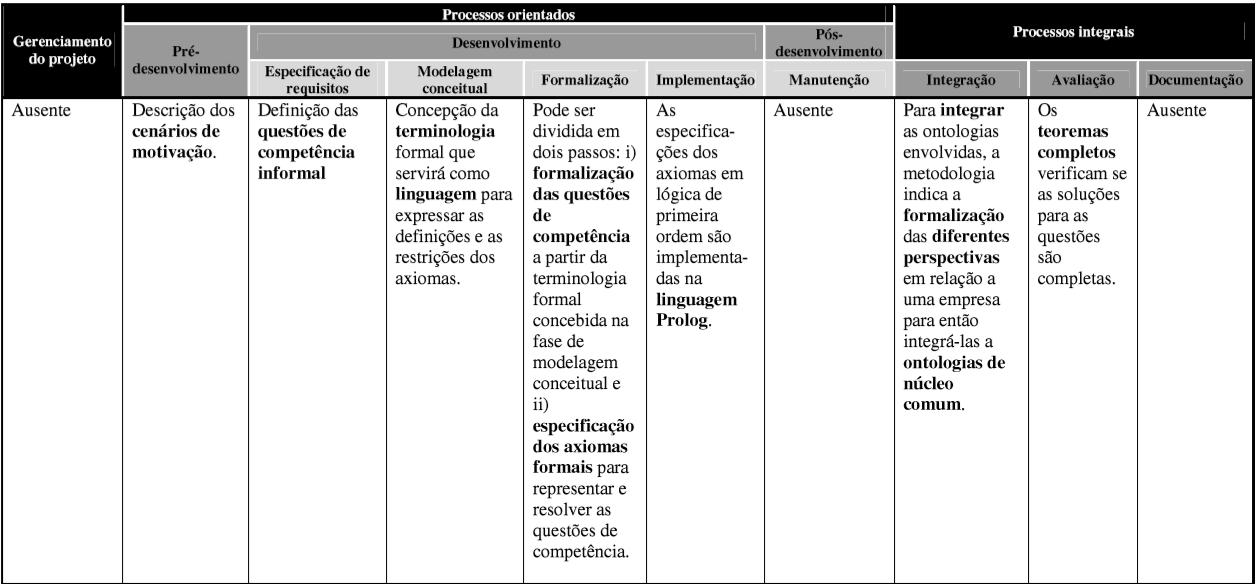 Gerenciamento
do projeto
Processos orientados
Processos integrais
Pré-
desenvolvimento
Desenvolvimento
Pós-
desenvolvimento
Especificação de
requisitos
Modelagem
conceitual
Formalização
Implementação
Manutenção
Integração
Avaliação
Documentação
Ausente
Descrição dos
cenários de
motivação.
Definição das
questões de
competência
informal
Concepção da
terminologia
formal que
servirá como
linguagem para
expressar as
definições e as
restrições dos
axiomas.
Pode ser
dividida em
dois passos: i)
formalização
das questões
de
competência
a partir da
terminologia
formal
concebida na
fase de
modelagem
conceitual e
ii)
especificação
dos axiomas
formais para
representar e
resolver as
questões de
competência.
As
especifica-
ções dos
axiomas em
lógica de
primeira
ordem são
implementa-
das na
linguagem
Prolog.
Ausente
Para integrar
as ontologias
envolvidas, a
metodologia
indica a
formalização
das diferentes
perspectivas
em relação a
uma empresa
para então
integrá-las a
ontologias de
núcleo
comum.
Os
teoremas
completos
verificam se
as soluções
para as
questões
são
completas.
Ausente